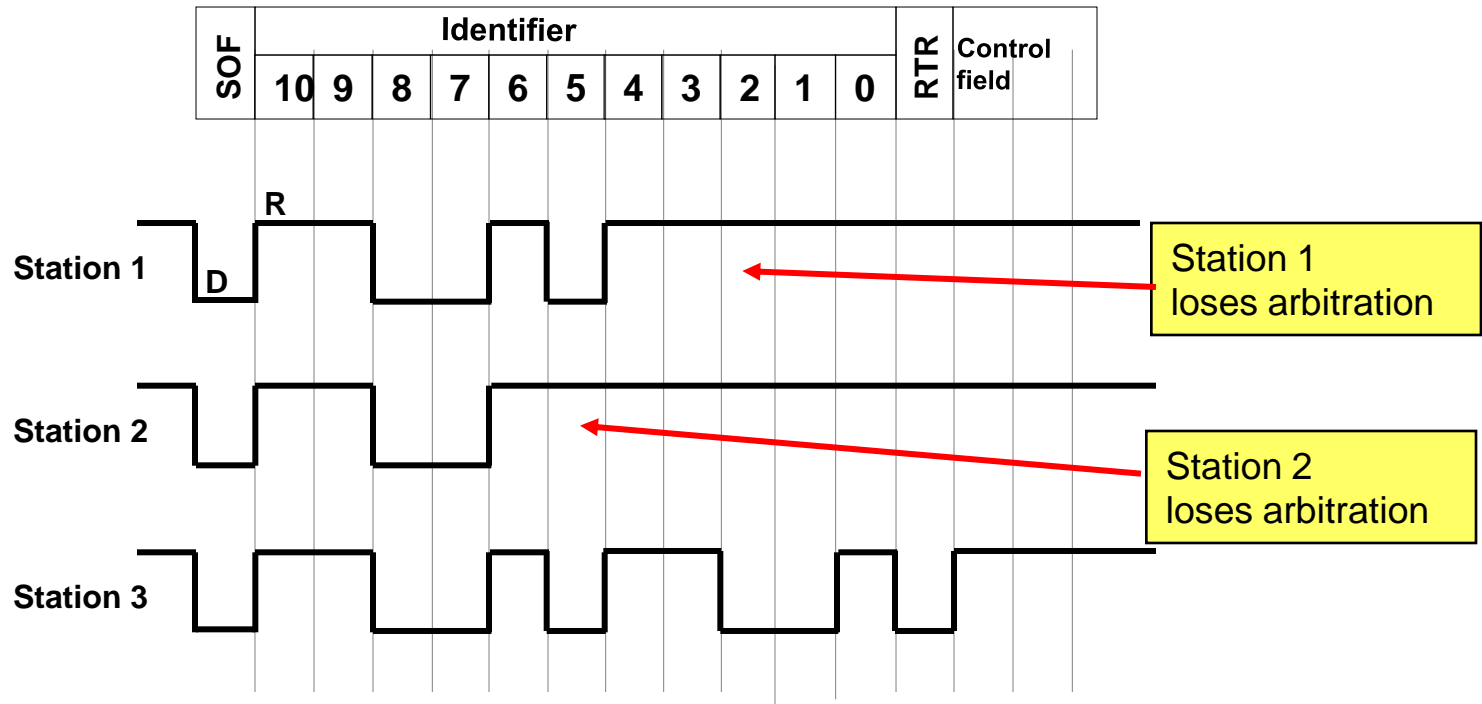 SOF
Identifier
RTR
Control
field
10 9 8 7 6 5 4 3 2 1 0
R
Station 1
D
Station 1
loses arbitration
Station 2
Station 2
loses arbitration
Station 3